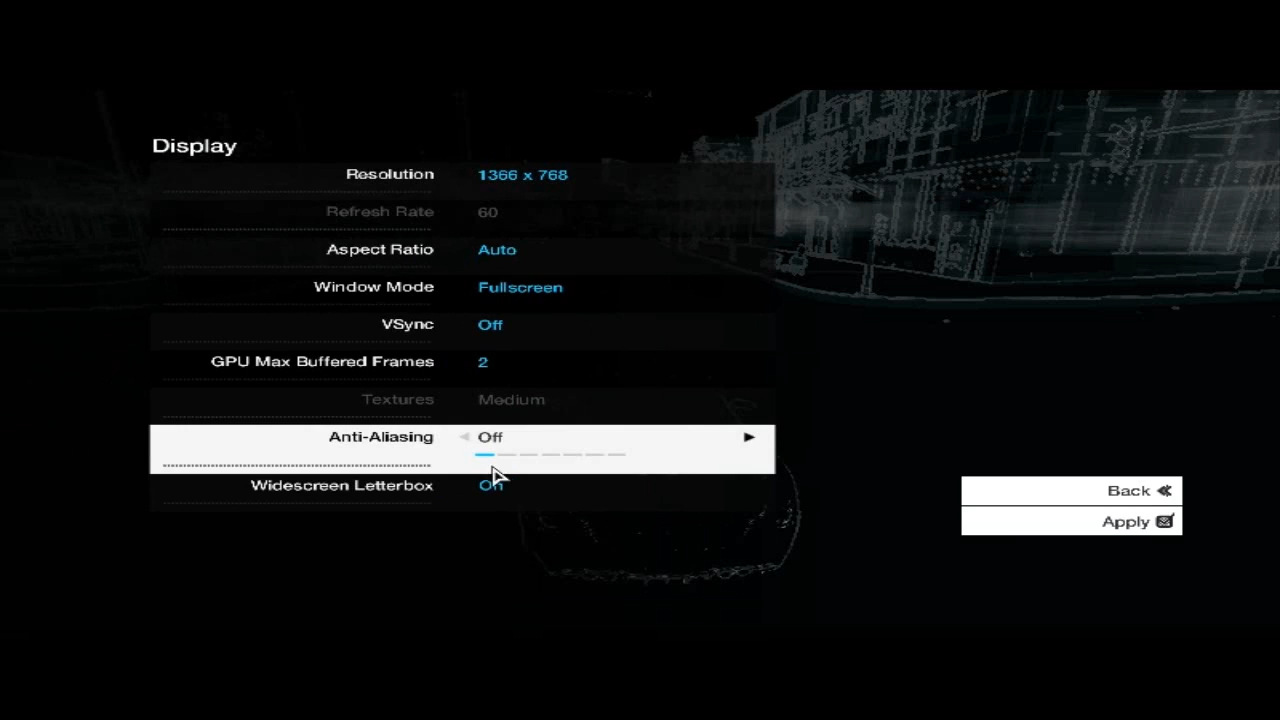 Display
Resolution 1366 x 768
Refresh Rate 60
Aspect Ratio Auto
Window Mode Fullscreen
VSync Off
GPU Max Buffered Frames 2
Textures Medium
Anti-Aliasing Off
Widescreen Letterbox On
Back
Apply